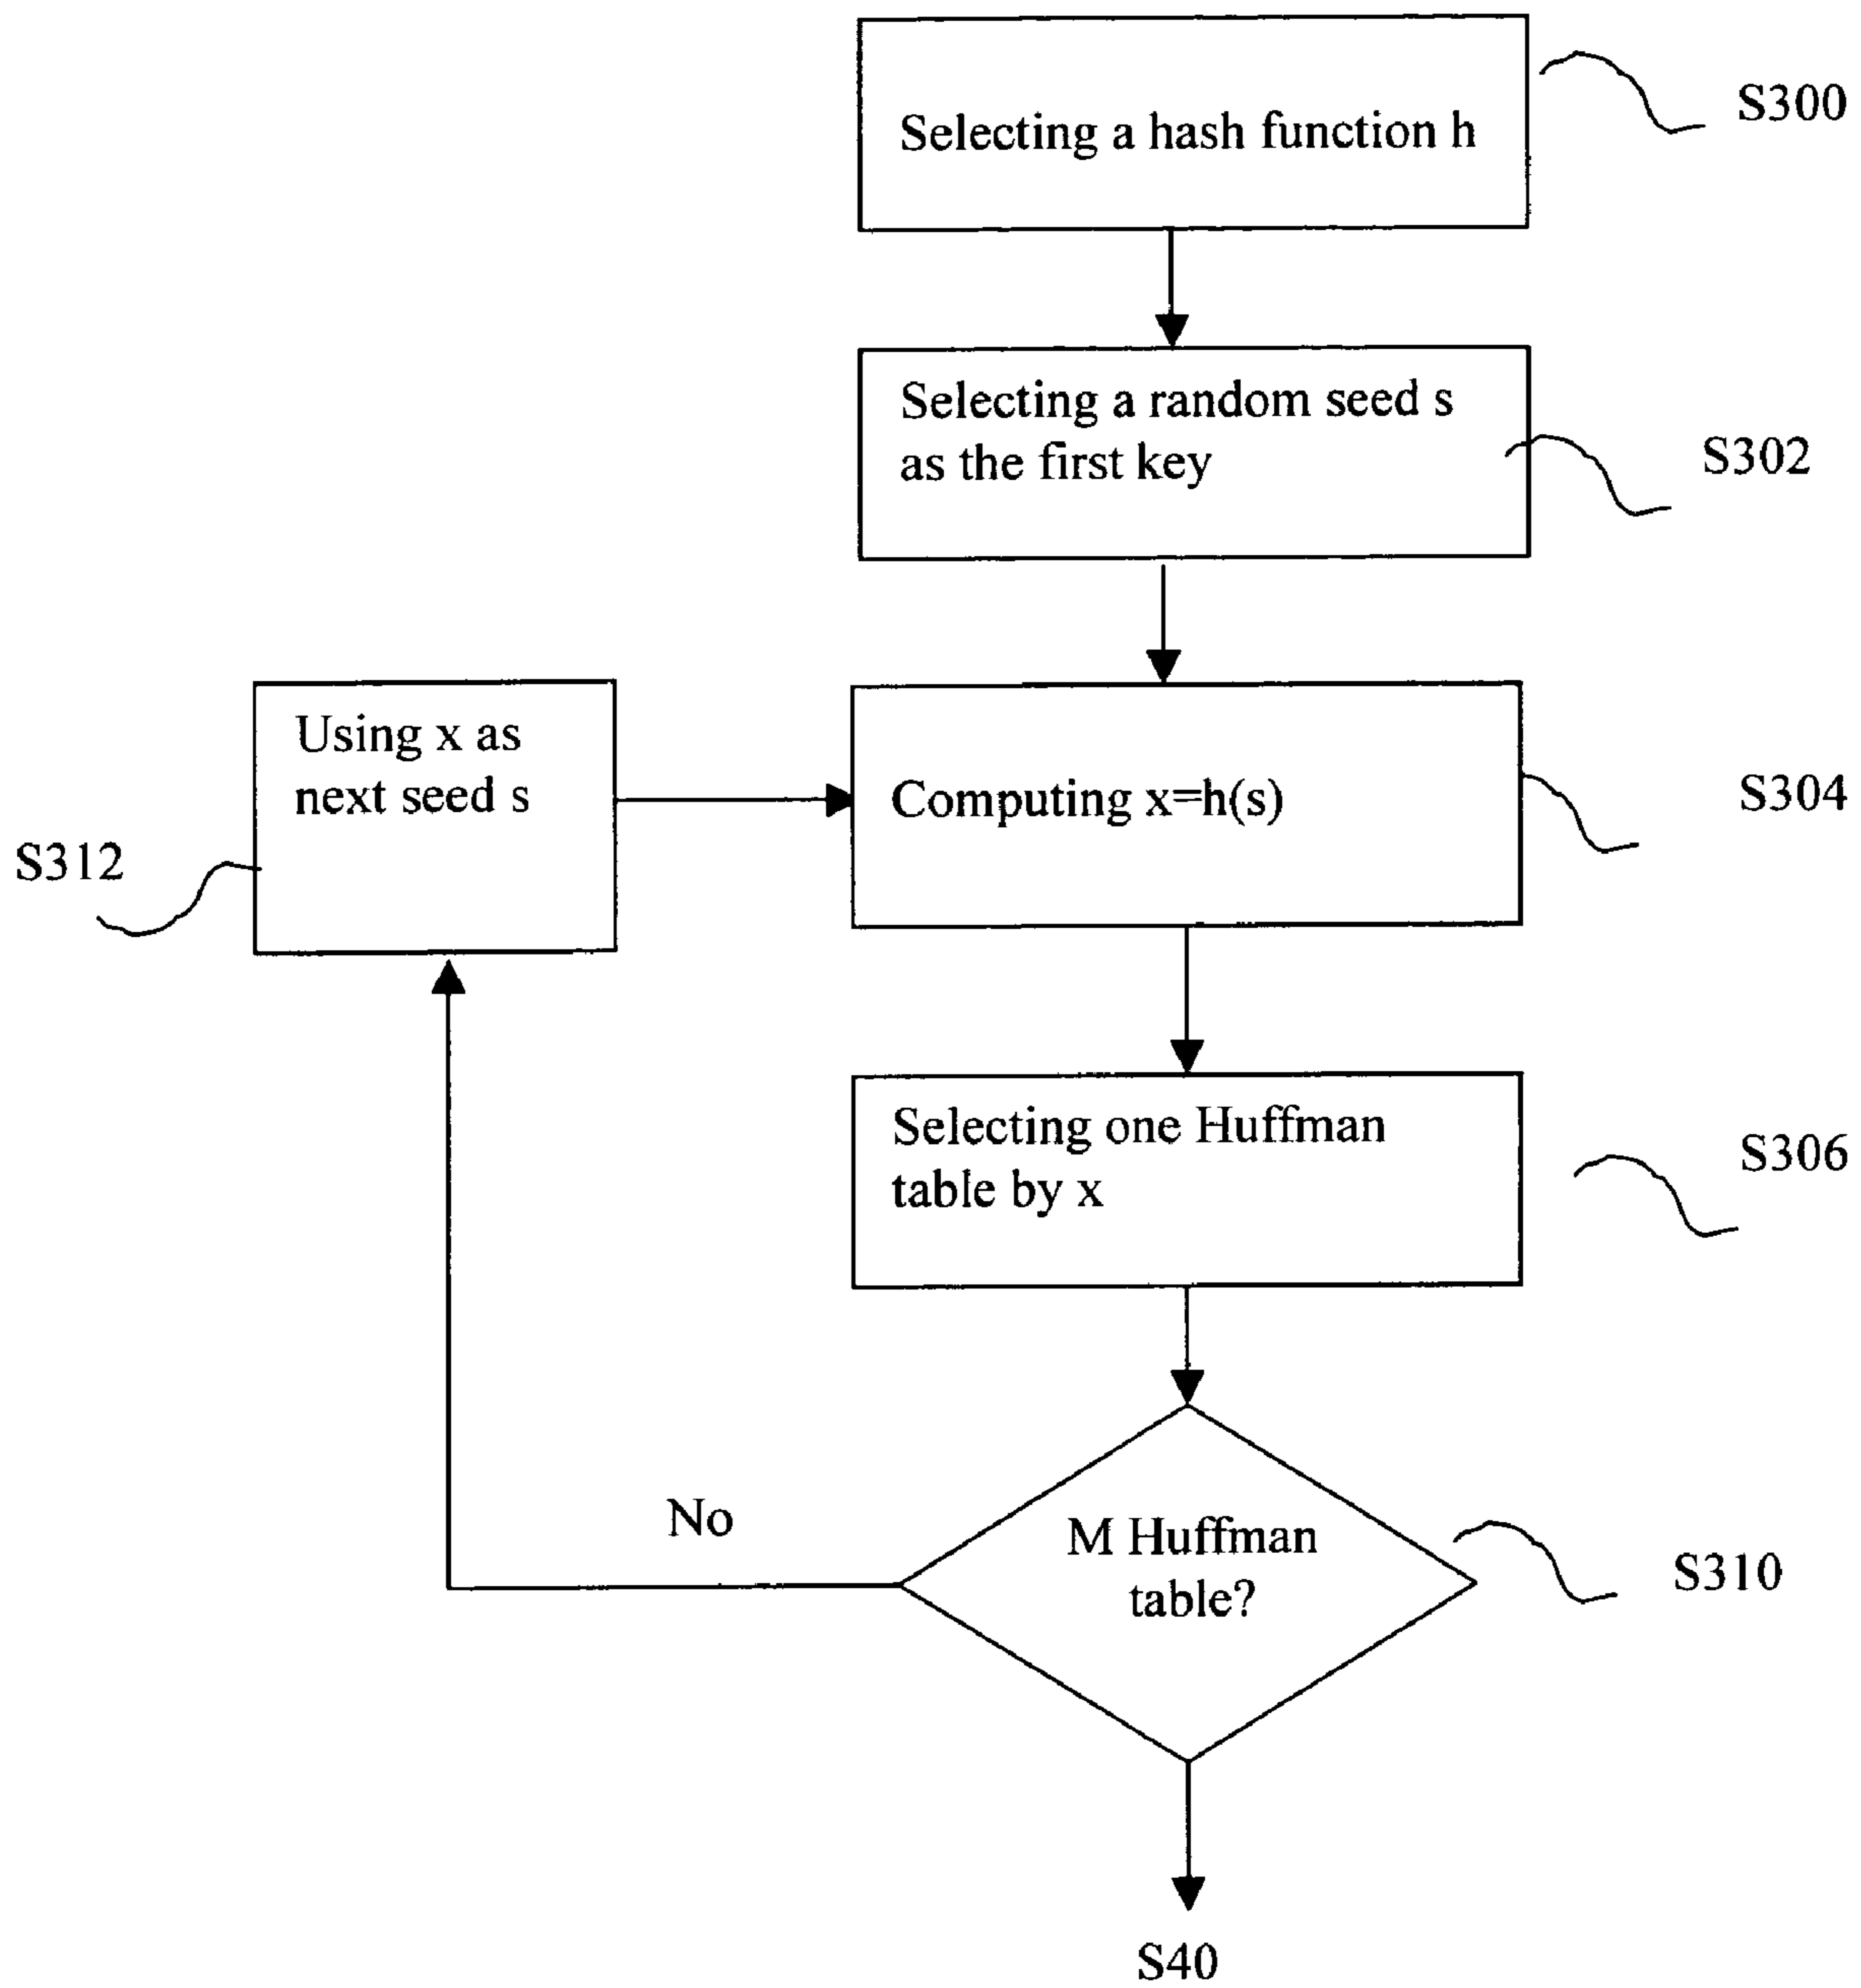 Selecting a hash function h
S300
Selecting a random seed s
as the first key
S302
Using x as
next seed s
S312
Computing x=h(s)
S304
Selecting one Huffman
table by x
S306
No
M Huffman
table?
S310
S40